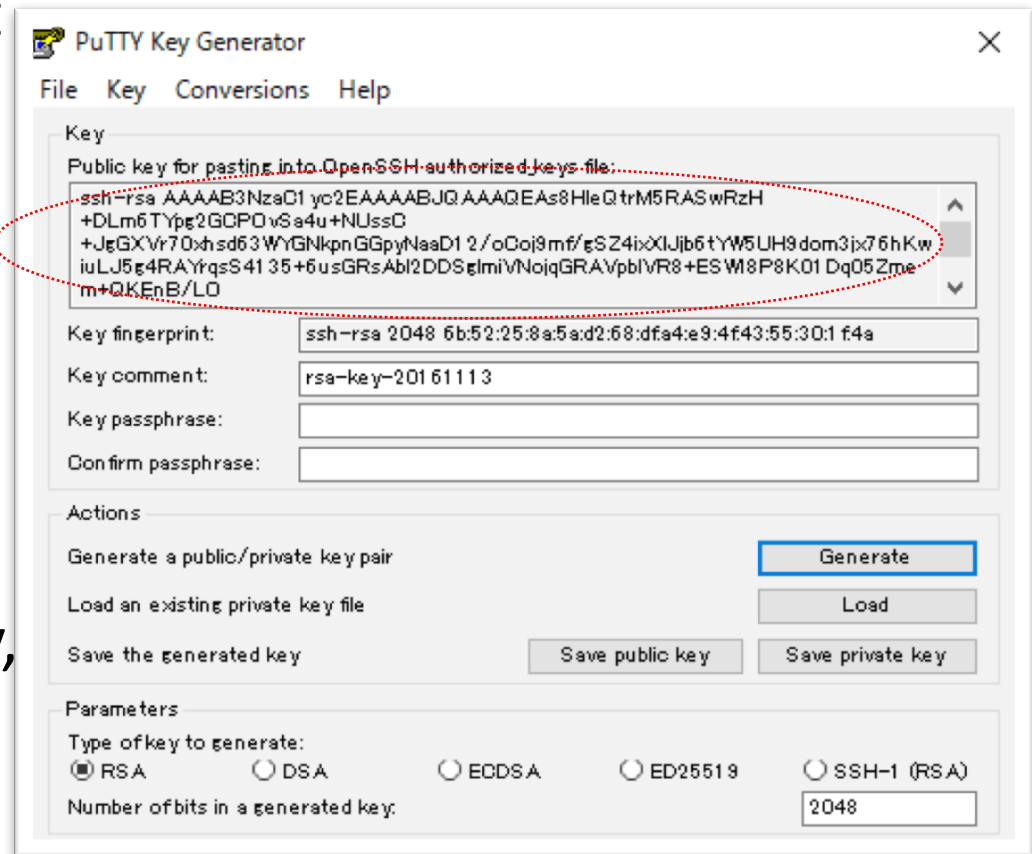 PuTTY Key Generator
File Key Conversions Help
Key
Public key for pasting into OpenSSH authorized_keys file:
ssh-rsa AAAAB3NzaC1yc2EAAAABJQAAAQEAs8HleQtrM5RASwRzH
+DLm6TYpg2GCPOvSa4u+NUssC
+JgGXVr70xhsd63WYGNkpnGGpyNaaD12/oCoj9mf/gSZ4ixXIJjb6tYW5UH9dom3jx76hKw
iuLJ5g4RAYrqsS4135+6usGRsAbl2DDSglmiVNojqGRAVpbIVR8+ESWI8P8K01Dq05Zme
m+QKEnB/LO
Key fingerprint: ssh-rsa 2048 6b:52:25:8a:5a:d2:68:df:a4:e9:4f:43:55:30:1f:4a
Key comment: rsa-key-20161113
Key passphrase:
Confirm passphrase:
Actions
Generate a public/private key pair Generate
Load an existing private key file Load
Save the generated key Save public key Save private key
Parameters
Type of key to generate:
RSA DSA ECDSA ED25519 SSH-1 (RSA)
Number of bits in a generated key: 2048